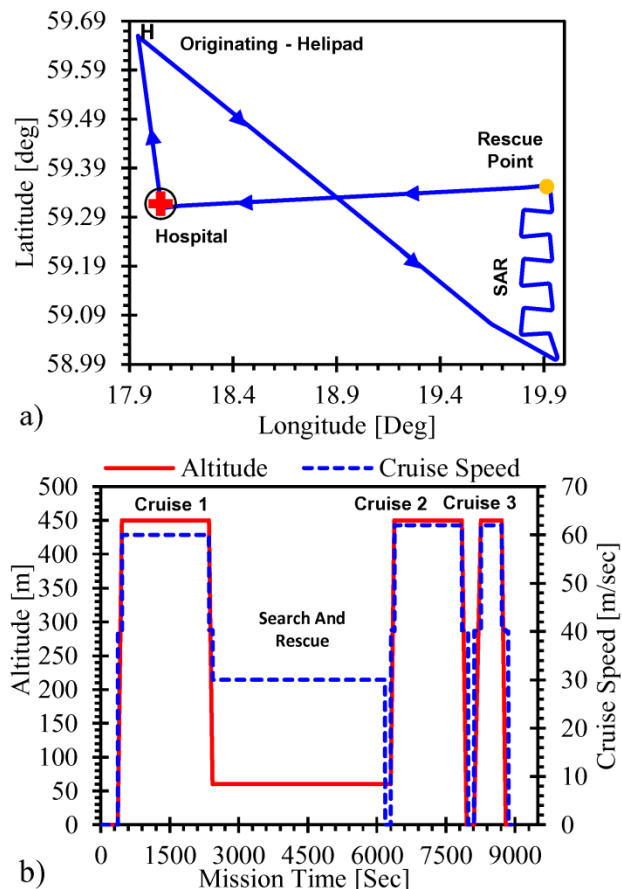 59.69
59.59
59.49
59.39
59.29
59.19
59.09
58.99
Latitude [deg]
H
Originating - Helipad
Rescue
Point
Hospital
SAR
17.9
18.4
18.9
19.4
19.9
Longitude [Deg]
a)
Altitude
Cruise Speed
500
450
400
350
300
250
200
150
100
50
0
Altitude [m]
Cruise 1
Cruise 2
Cruise 3
Search And
Rescue
70
60
50
40
30
20
10
0
Cruise Speed [m/sec]
0
1500
3000
4500
6000
7500
9000
Mission Time [Sec]
b)